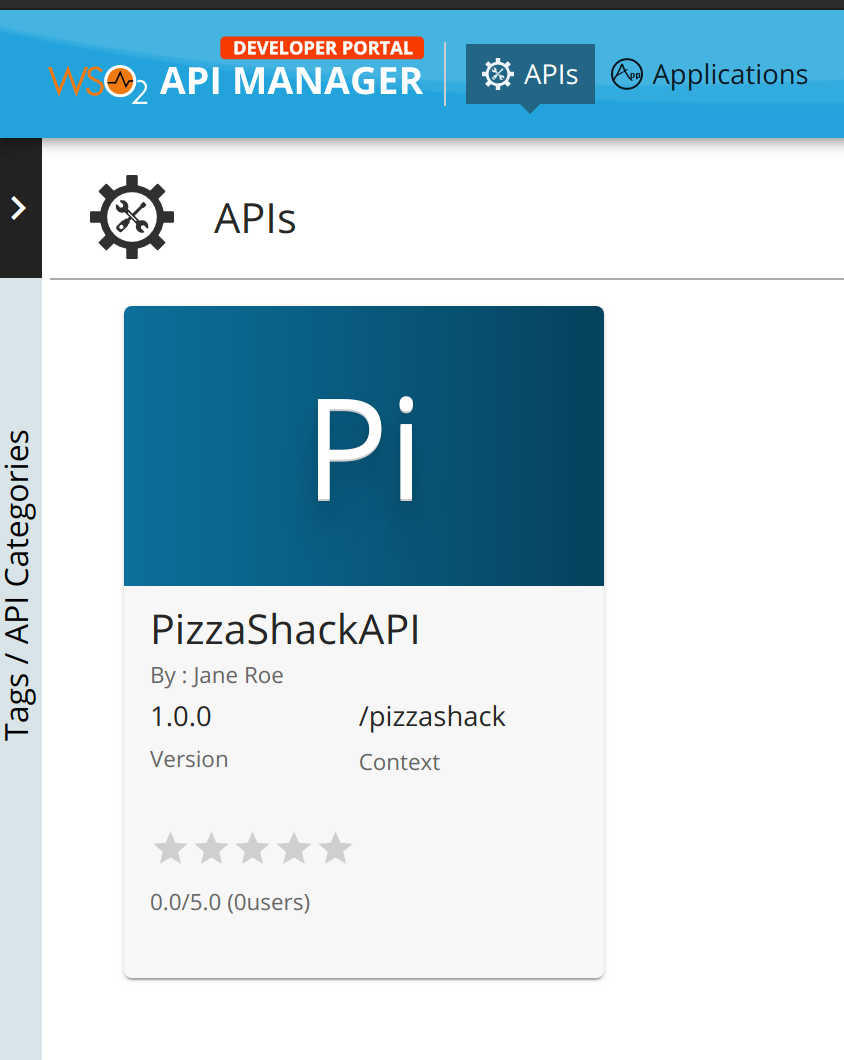 DEVELOPER PORTAL
WSO2 API MANAGER
APIs
App Applications
APIs
Tags / API Categories
Pi
PizzaShackAPI
By : Jane Roe
1.0.0 /pizzashack
Version Context
0.0/5.0 (0users)